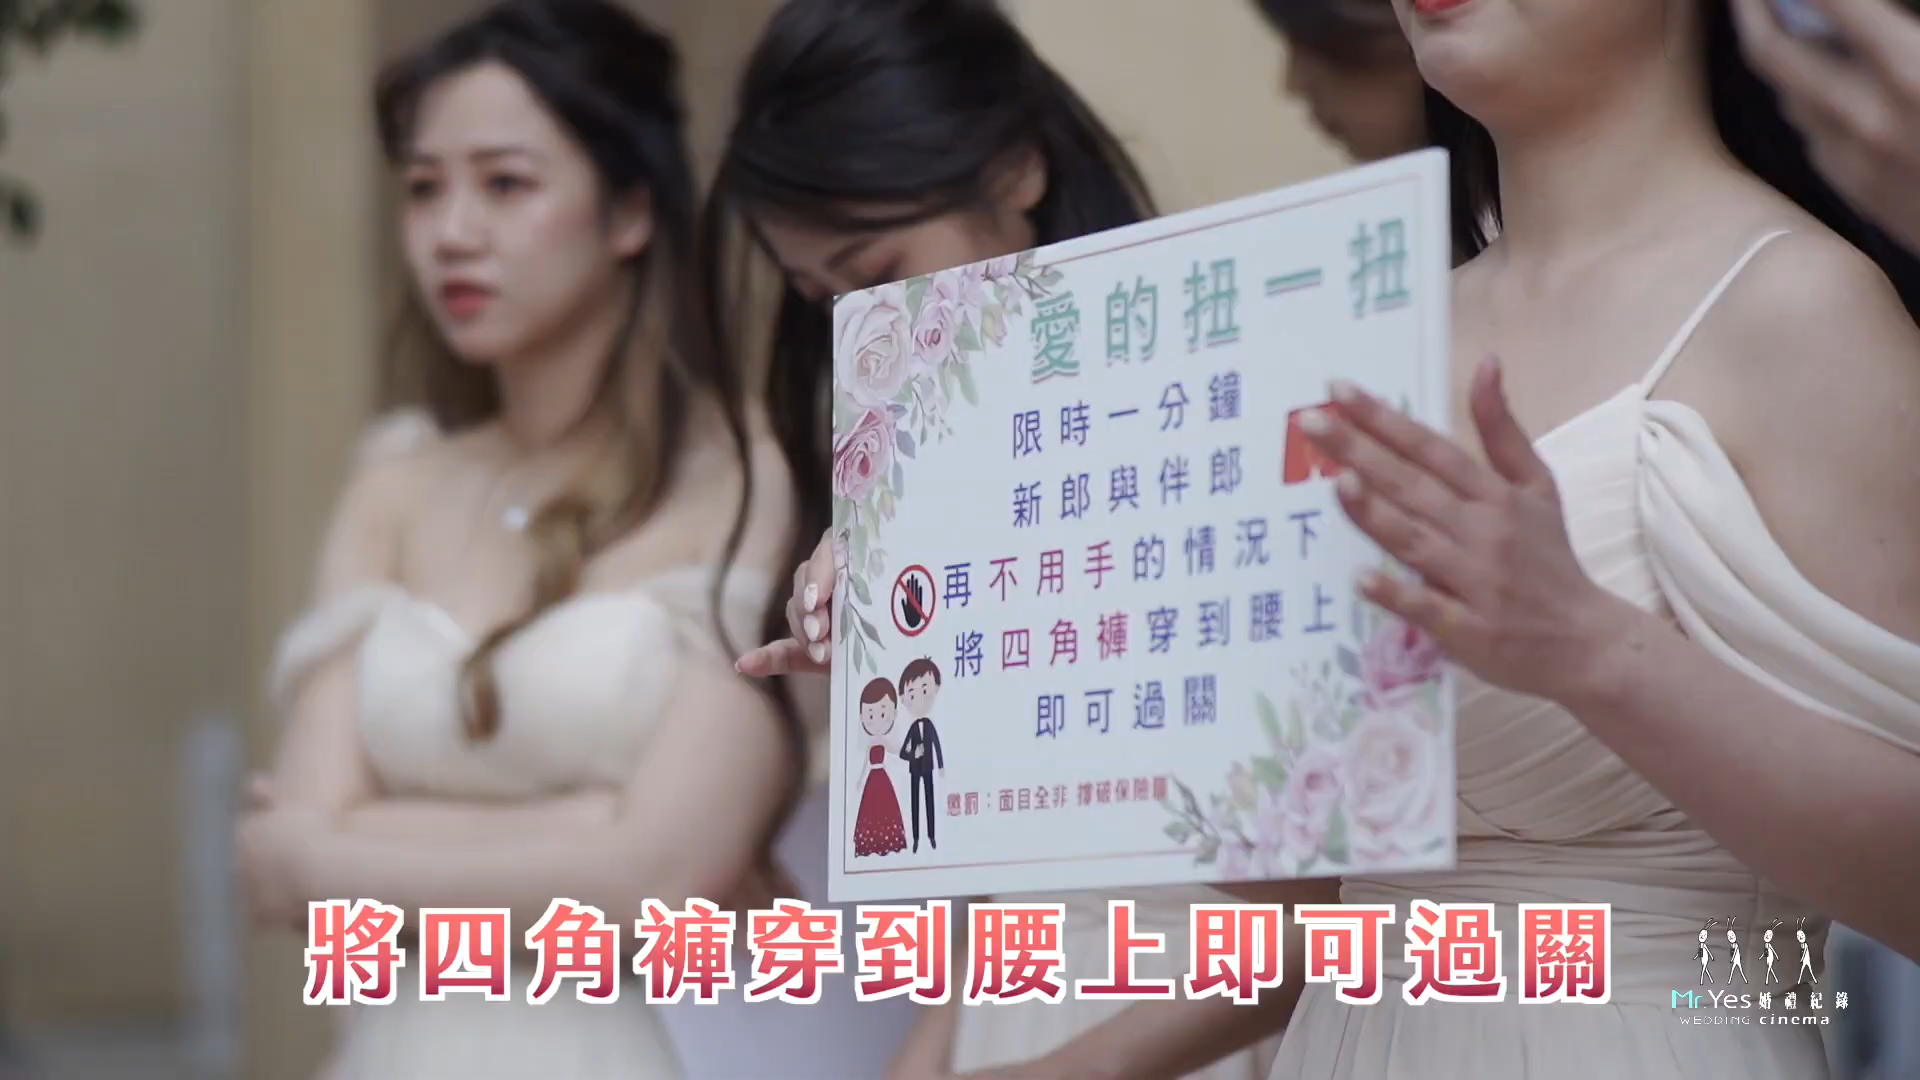 愛的扭一扭
限時一分鐘
新郎與伴郎
再不用手的情況下
將四角褲穿到腰上
即可過關
懲罰：面目全非 撐破保險套
將四角褲穿到腰上即可過關
Mr.Yes婚禮紀錄
WEDDING cinema